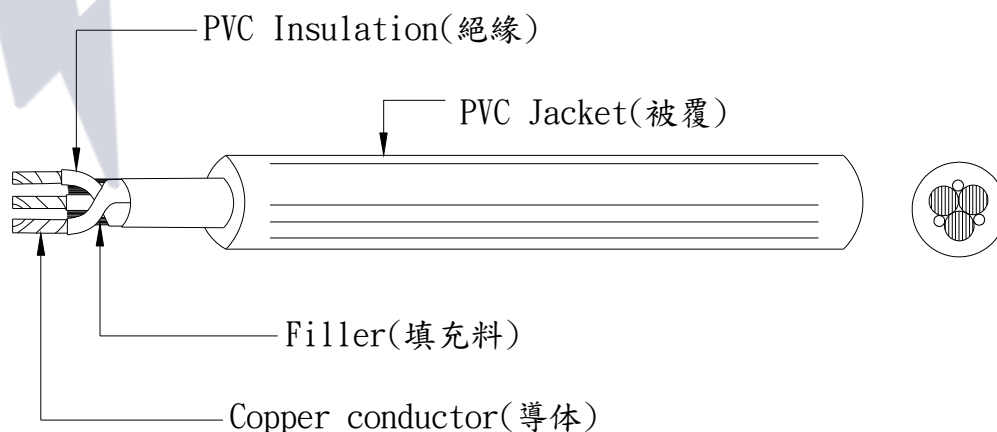 PVC Insulation(絕緣)
PVC Jacket(被覆)
Filler(填充料)
Copper conductor(導体)